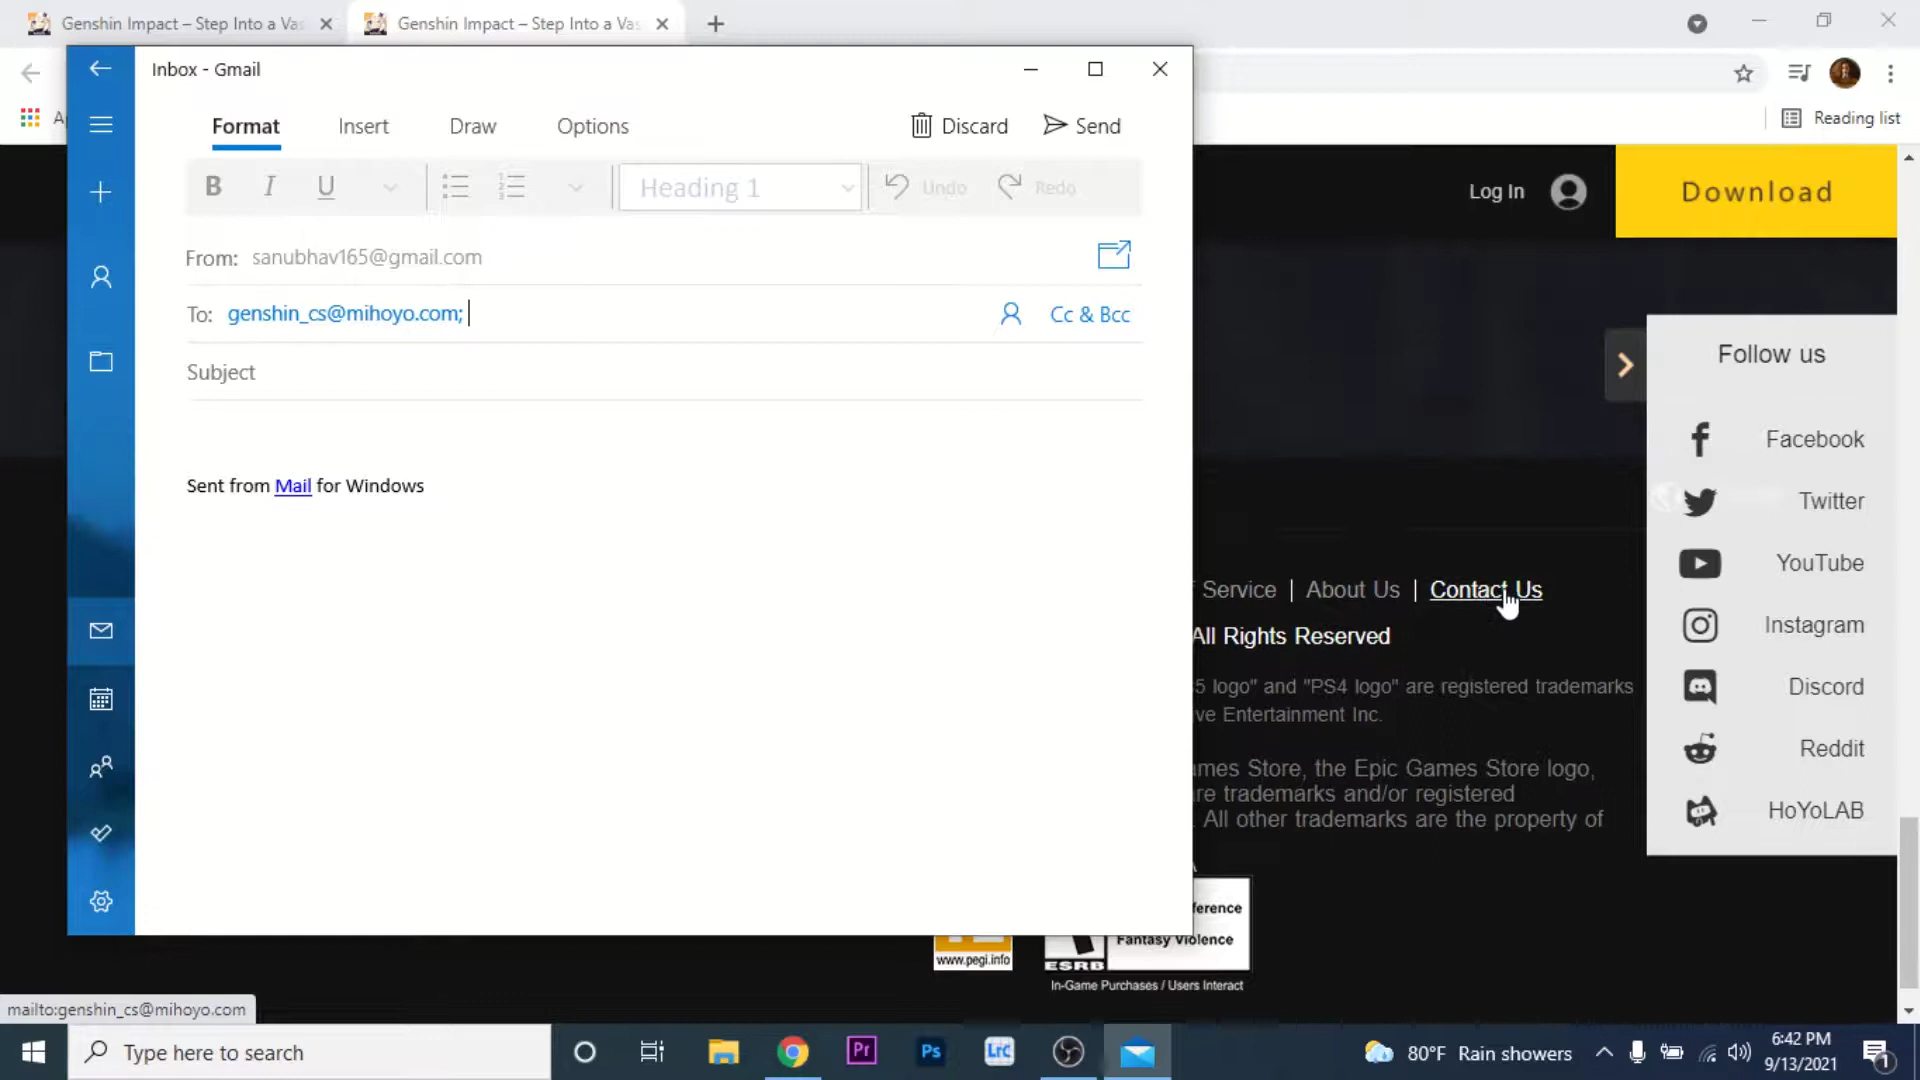 Genshin Impact – Step Into a Vas
Genshin Impact – Step Into a Vas
Reading list
Inbox - Gmail
Format
Insert
Draw
Options
Discard
Send
B
I
U
Heading 1
Undo
Redo
From: sanubhav165@gmail.com
To: genshin_cs@mihoyo.com;
Cc & Bcc
Subject
Sent from Mail for Windows
Log In
Download
Follow us
Facebook
Twitter
YouTube
Instagram
Discord
Reddit
HoYoLAB
Service | About Us | Contact Us
All Rights Reserved
5 logo" and "PS4 logo" are registered trademarks
ve Entertainment Inc.
mes Store, the Epic Games Store logo,
re trademarks and/or registered
. All other trademarks are the property of
ference
Fantasy Violence
www.pegi.info
ESRB
In-Game Purchases / Users Interact
mailto:genshin_cs@mihoyo.com
Type here to search
Pr
Ps
LrC
80°F Rain showers
6:42 PM
9/13/2021
1